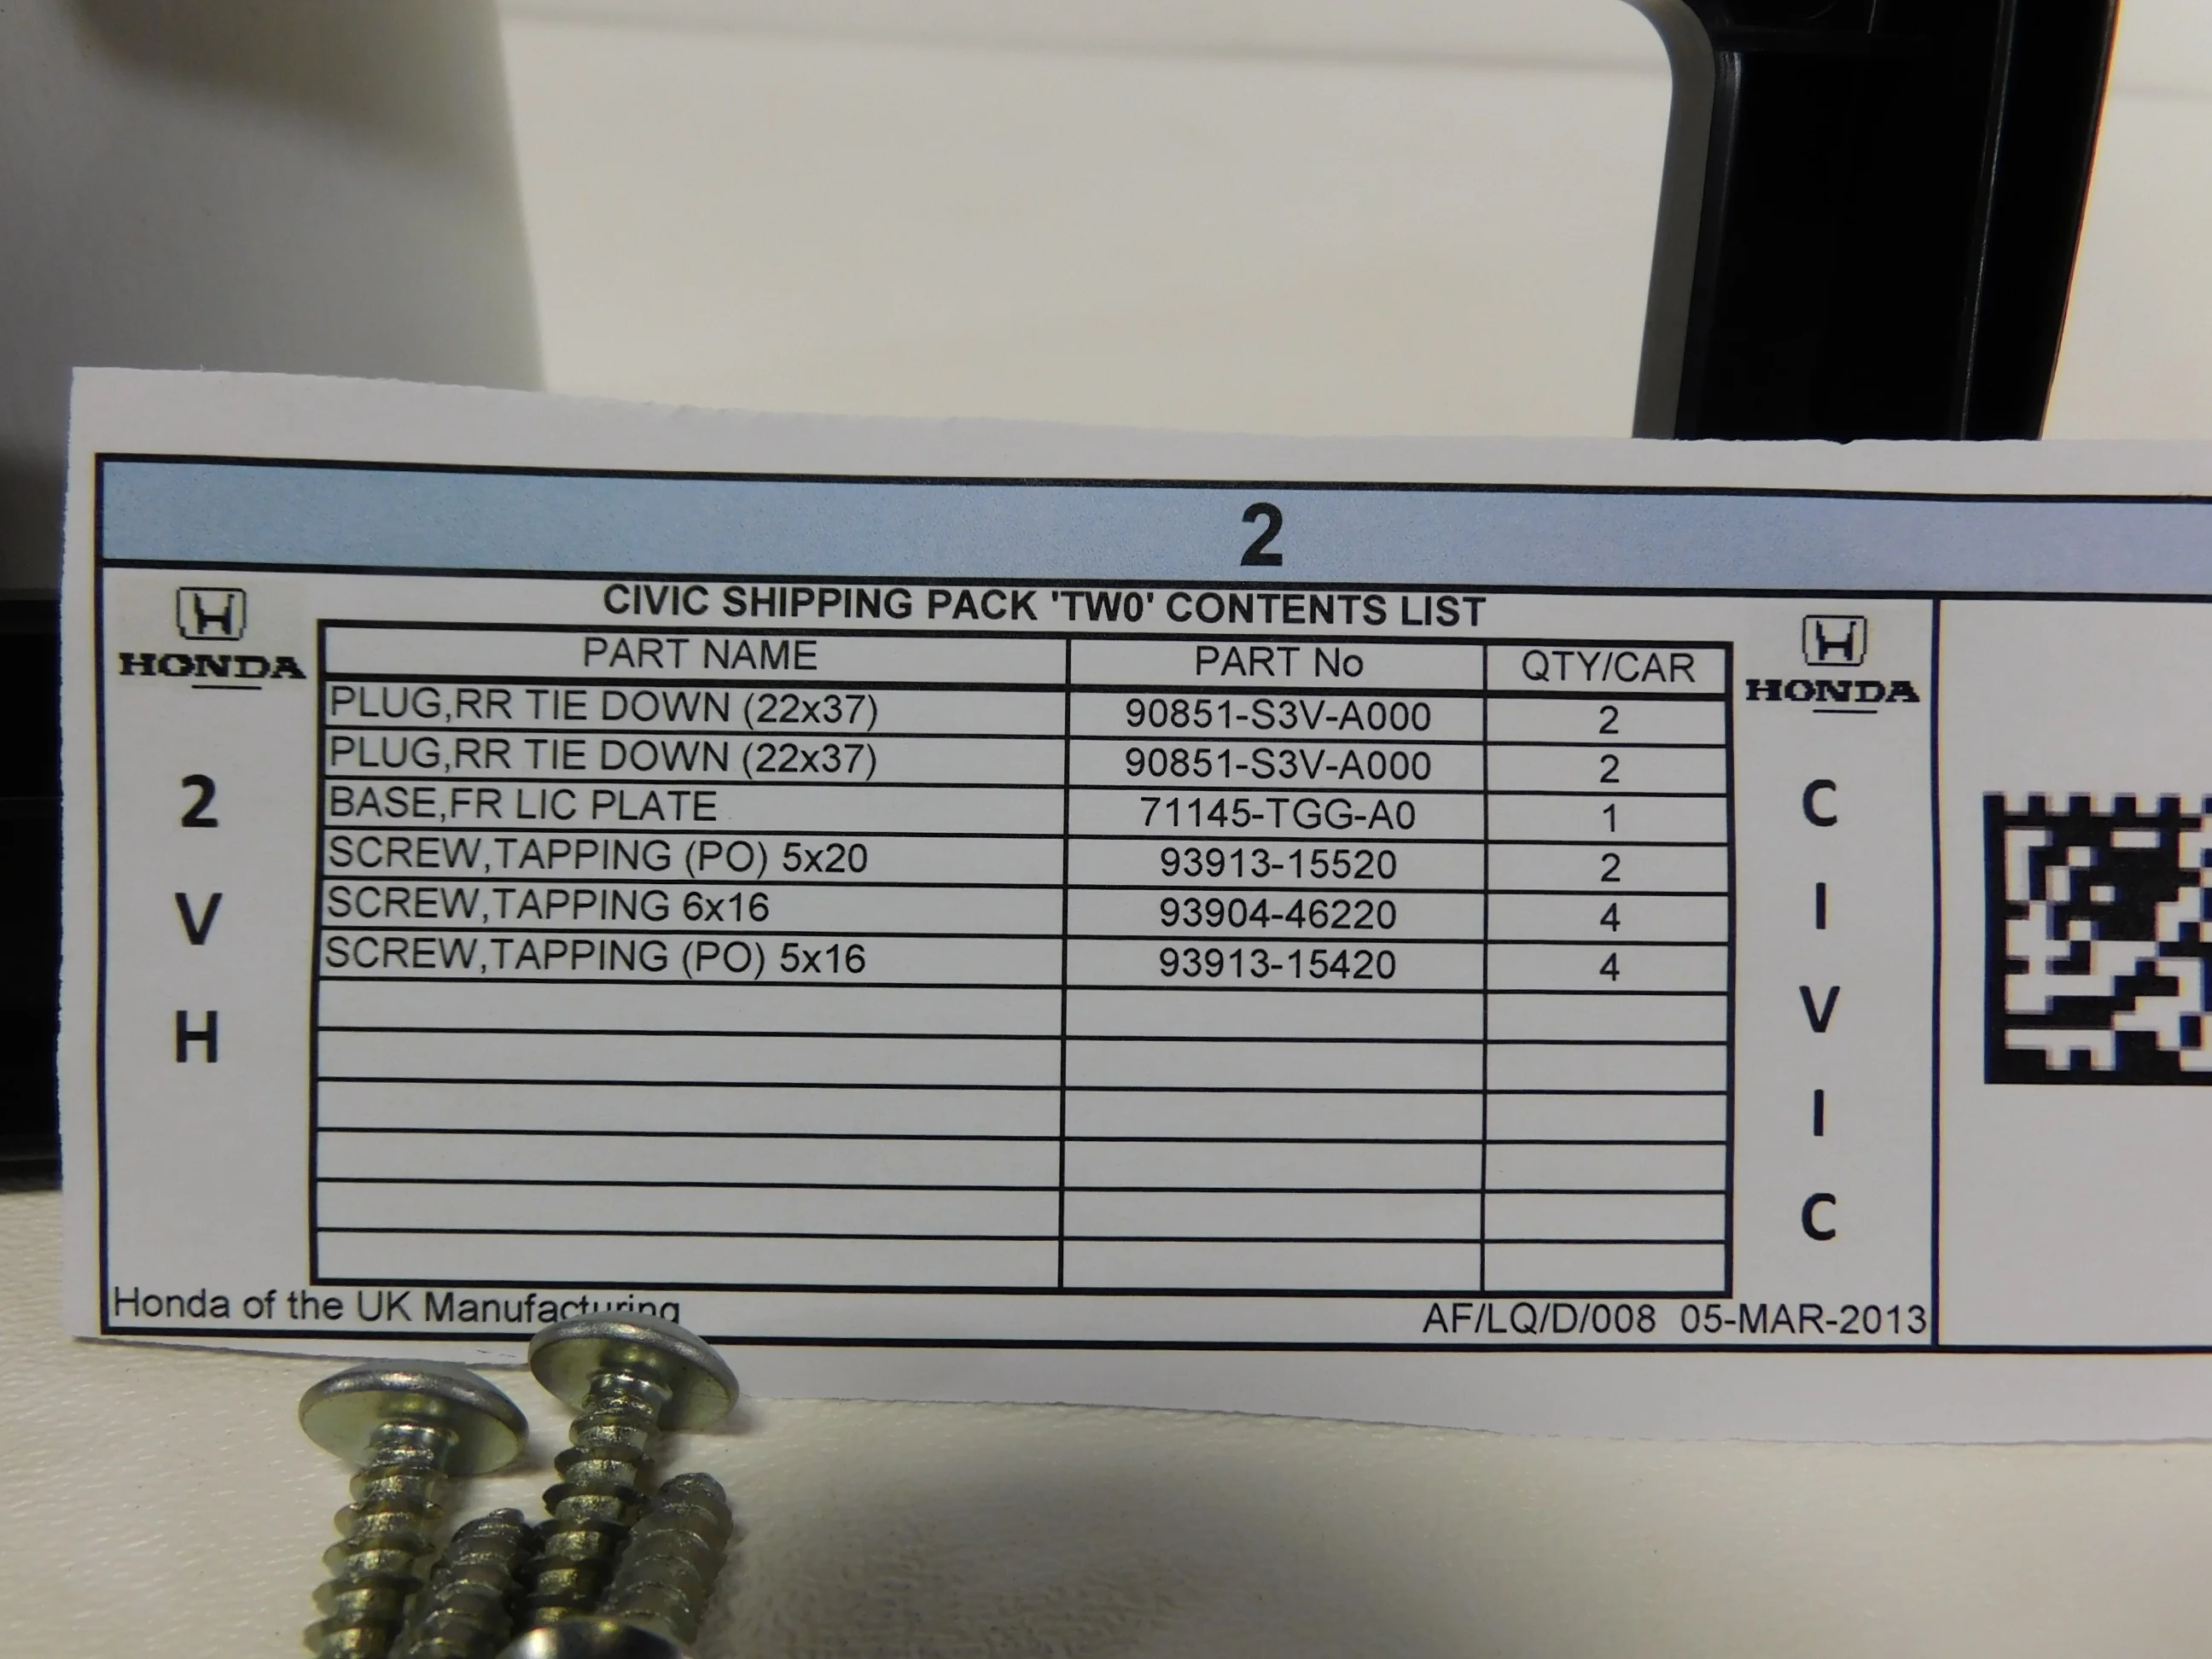 2
CIVIC SHIPPING PACK 'TW0' CONTENTS LIST
HONDA
HONDA
PART NAME PART No QTY/CAR
PLUG,RR TIE DOWN (22x37) 90851-S3V-A000 2
PLUG,RR TIE DOWN (22x37) 90851-S3V-A000 2
BASE,FR LIC PLATE 71145-TGG-A0 1
SCREW,TAPPING (PO) 5x20 93913-15520 2
SCREW,TAPPING 6x16 93904-46220 4
SCREW,TAPPING (PO) 5x16 93913-15420 4
2
V
H
C
I
V
I
C
Honda of the UK Manufacturing
AF/LQ/D/008 05-MAR-2013